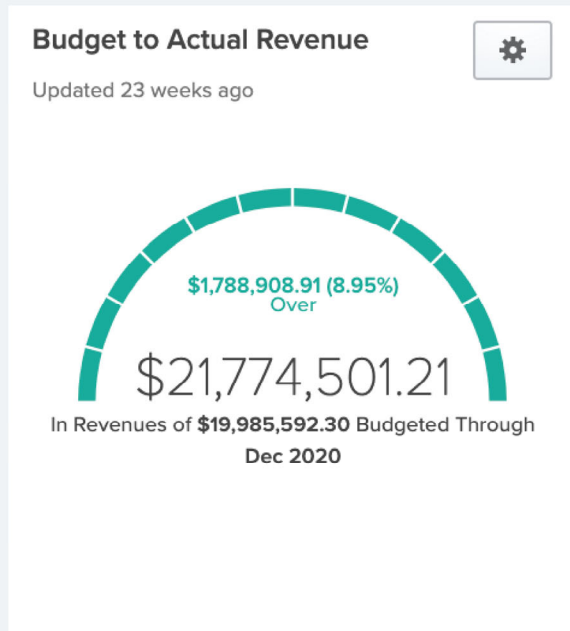 Budget to Actual Revenue
Updated 23 weeks ago
$1,788,908.91 (8.95%)
Over
$21,774,501.21
In Revenues of $19,985,592.30 Budgeted Through
Dec 2020